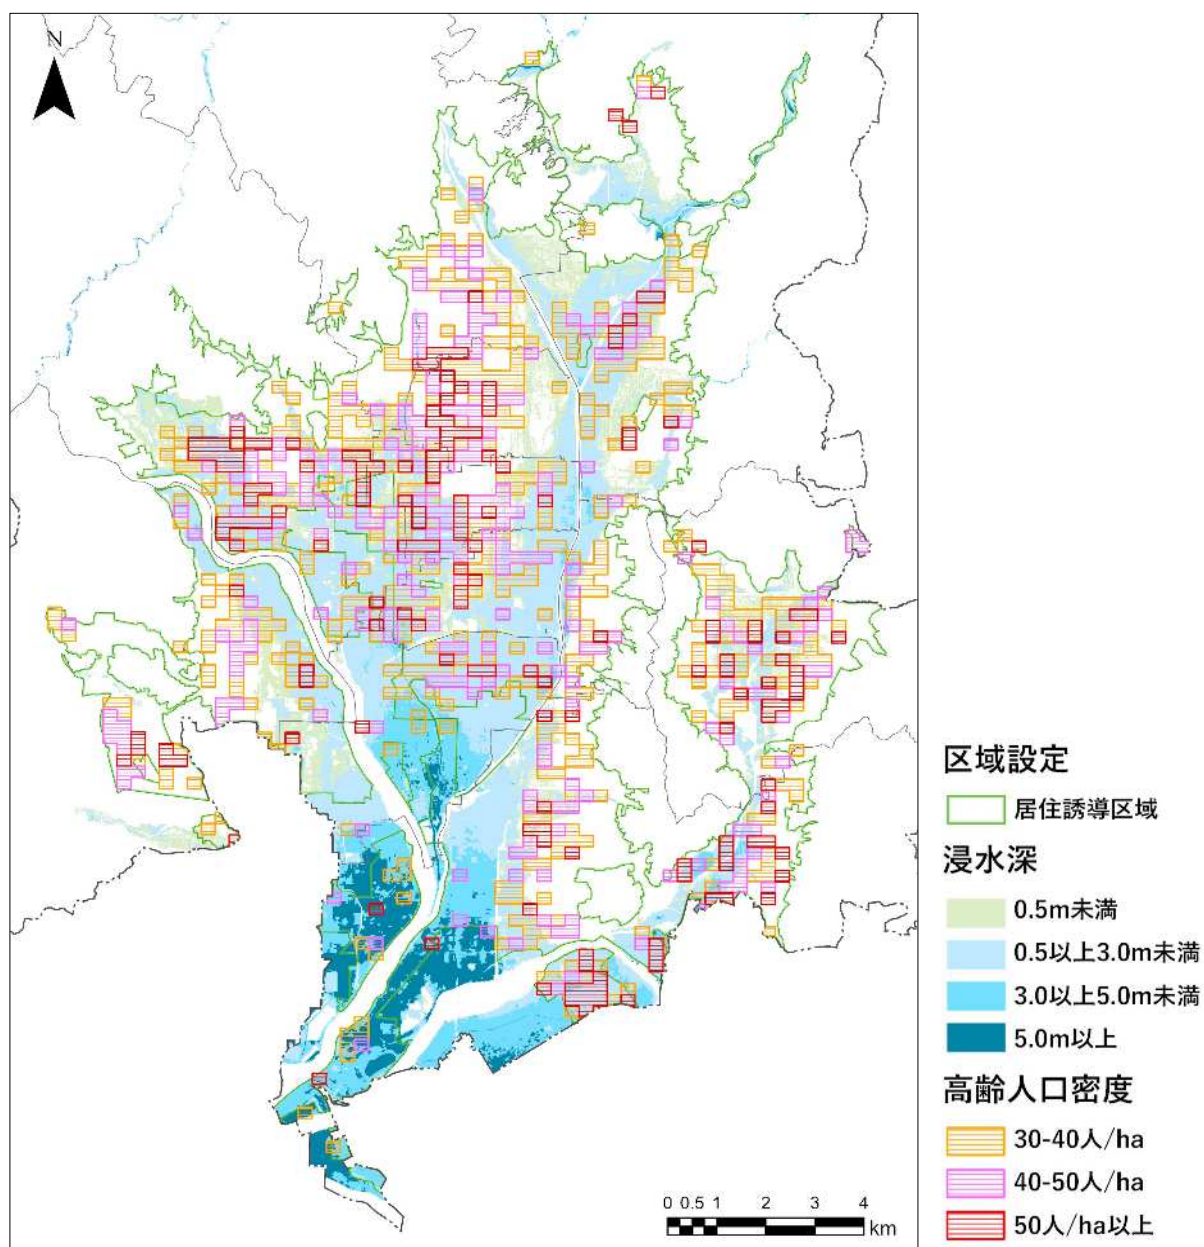 N
区域設定
居住誘導区域
浸水深
0.5m未満
0.5以上3.0m未満
3.0以上5.0m未満
5.0m以上
高齢人口密度
30-40人/ha
40-50人/ha
50人/ha以上
0 0.5 1 2 3 4
km